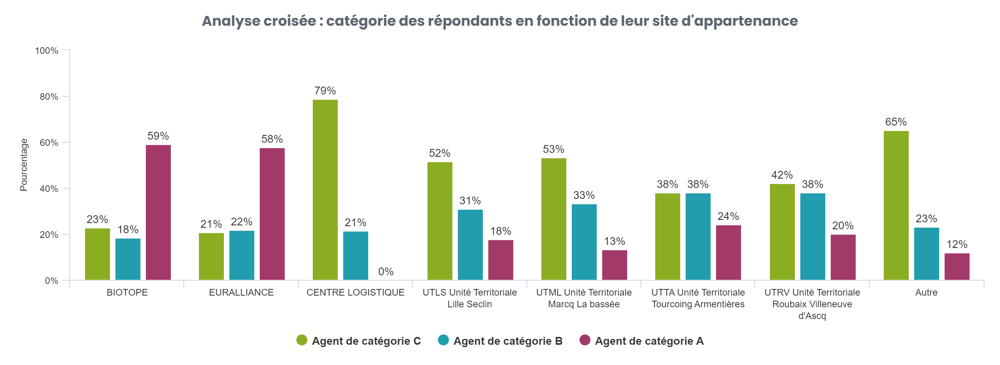 Analyse croisée : catégorie des répondants en fonction de leur site d'appartenance
Pourcentage
100%
80%
60%
40%
20%
0%
23%
18%
59%
21%
22%
58%
79%
21%
0%
52%
31%
18%
53%
33%
13%
38%
38%
24%
42%
38%
20%
65%
23%
12%
BIOTOPE
EURALLIANCE
CENTRE LOGISTIQUE
UTLS Unité Territoriale
Lille Seclin
UTML Unité Territoriale
Marcq La bassée
UTTA Unité Territoriale
Tourcoing Armentières
UTRV Unité Territoriale
Roubaix Villeneuve
d'Ascq
Autre
Agent de catégorie C
Agent de catégorie B
Agent de catégorie A